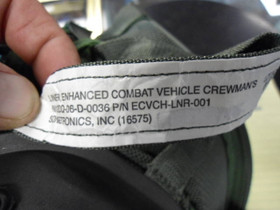 LINER ENHANCED COMBAT VEHICLE CREWMAN'S
-06-D-0036 P/N ECVCH-LNR-001
INC (16575)